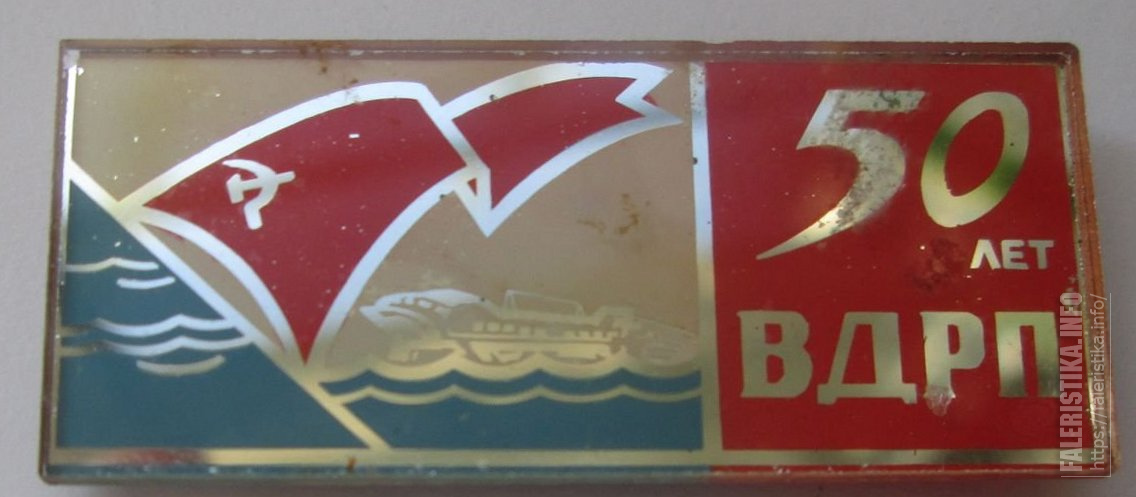 50
ЛЕТ
ВДРП
FALERISTIKA.INFO
https://faleristika.info/